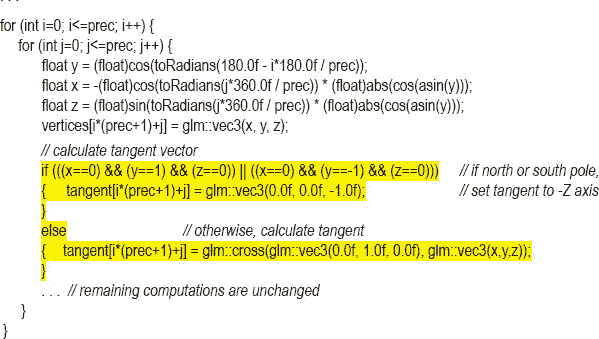 . . .
for (int i=0; i<=prec; i++) {
for (int j=0; j<=prec; j++) {
float y = (float)cos(toRadians(180.0f - i*180.0f / prec));
float x = -(float)cos(toRadians(j*360.0f / prec)) * (float)abs(cos(asin(y)));
float z = (float)sin(toRadians(j*360.0f / prec)) * (float)abs(cos(asin(y)));
vertices[i*(prec+1)+j] = glm::vec3(x, y, z);
// calculate tangent vector
if (((x==0) && (y==1) && (z==0)) || ((x==0) && (y==-1) && (z==0))) // if north or south pole,
{ tangent[i*(prec+1)+j] = glm::vec3(0.0f, 0.0f, -1.0f); // set tangent to -Z axis
}
else // otherwise, calculate tangent
{ tangent[i*(prec+1)+j] = glm::cross(glm::vec3(0.0f, 1.0f, 0.0f), glm::vec3(x,y,z));
}
. . . // remaining computations are unchanged
}
}